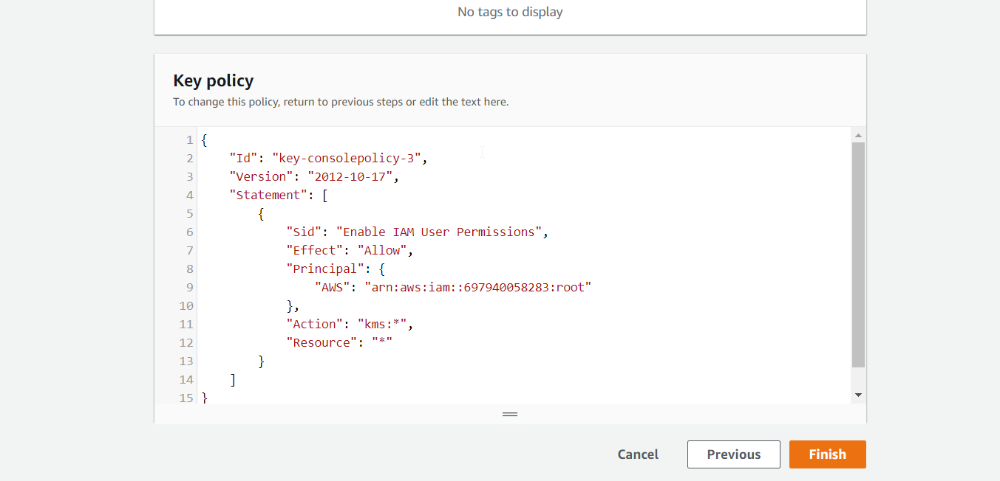 No tags to display
Key policy
To change this policy, return to previous steps or edit the text here.
1 {
2     "Id": "key-consolepolicy-3",
3     "Version": "2012-10-17",
4     "Statement": [
5         {
6             "Sid": "Enable IAM User Permissions",
7             "Effect": "Allow",
8             "Principal": {
9                 "AWS": "arn:aws:iam::697940058283:root"
10             },
11             "Action": "kms:*",
12             "Resource": "*"
13         }
14     ]
15 }
Cancel Previous Finish